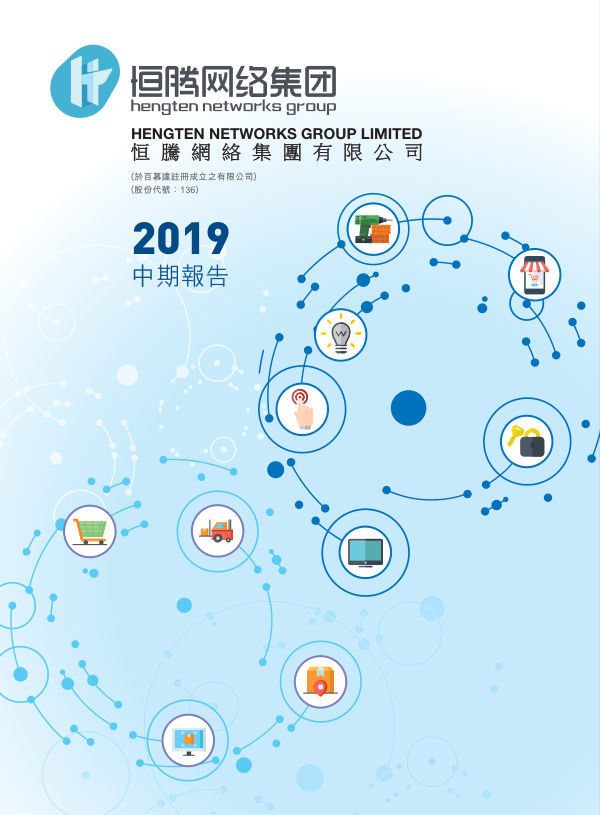 恒腾网络集团
hengten networks group
HENGTEN NETWORKS GROUP LIMITED
恒騰網絡集團有限公司
(於百慕達註冊成立之有限公司)
(股份代號：136)
2019
中期報告